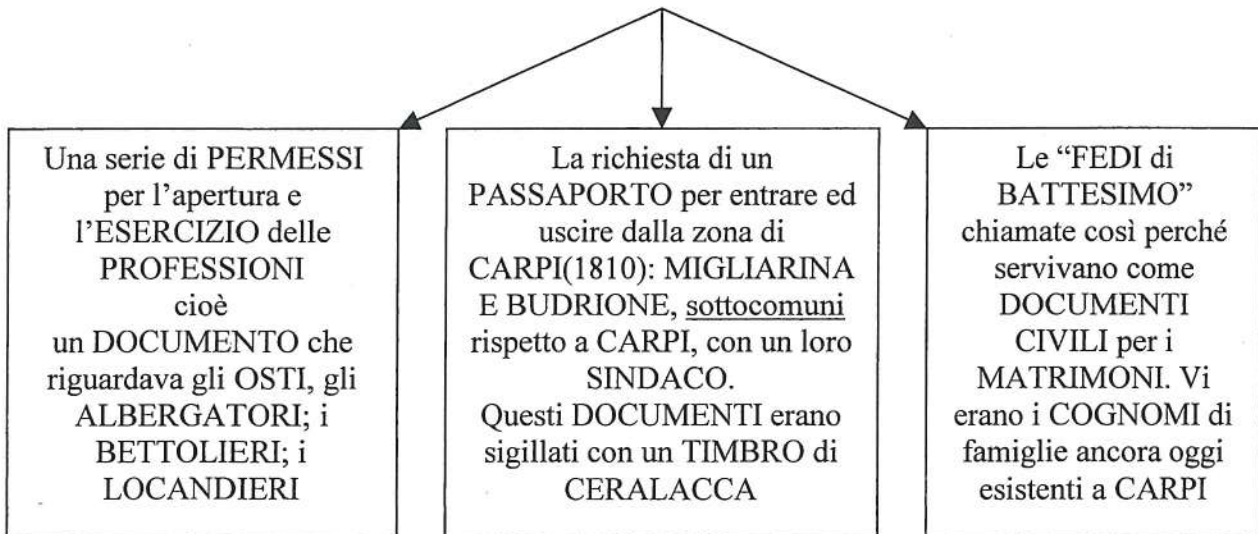 Una serie di PERMESSI
per l'apertura e
l'ESERCIZIO delle
PROFESSIONI
cioè
un DOCUMENTO che
riguardava gli OSTI, gli
ALBERGATORI; i
BETTOLIERI; i
LOCANDIERI
La richiesta di un
PASSAPORTO per entrare ed
uscire dalla zona di
CARPI(1810): MIGLIARINA
E BUDRIONE, sottocomuni
rispetto a CARPI, con un loro
SINDACO.
Questi DOCUMENTI erano
sigillati con un TIMBRO di
CERALACCA
Le “FEDI di
BATTESIMO”
chiamate così perché
servivano come
DOCUMENTI
CIVILI per i
MATRIMONI. Vi
erano i COGNOMI di
famiglie ancora oggi
esistenti a CARPI